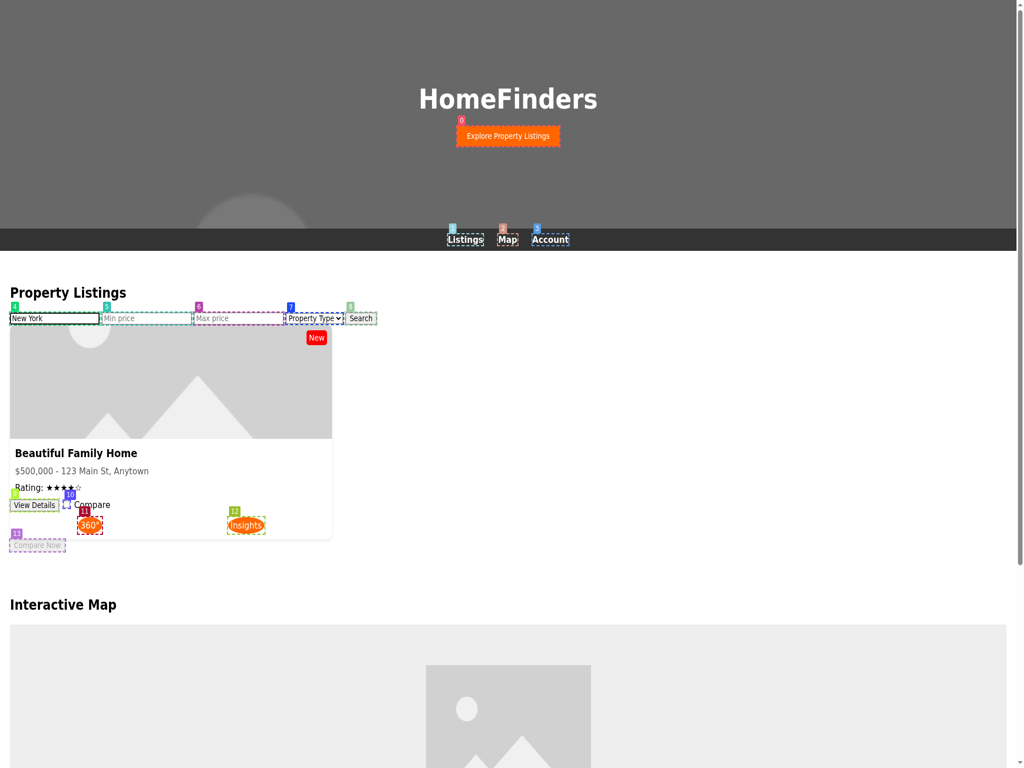 HomeFinders
0
Explore Property Listings
1 2 3
Listings Map Account
Property Listings
4 5 6 7 8
New York Min price Max price Property Type Search
New
Beautiful Family Home
$500,000 - 123 Main St, Anytown
Rating: ★★★★☆
9 10
View Details Compare
11 12
360° Insights
13
Compare Now
Interactive Map